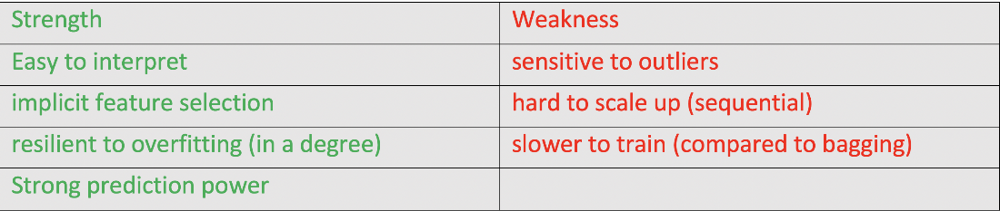 Strength Weakness
Easy to interpret sensitive to outliers
implicit feature selection hard to scale up (sequential)
resilient to overfitting (in a degree) slower to train (compared to bagging)
Strong prediction power